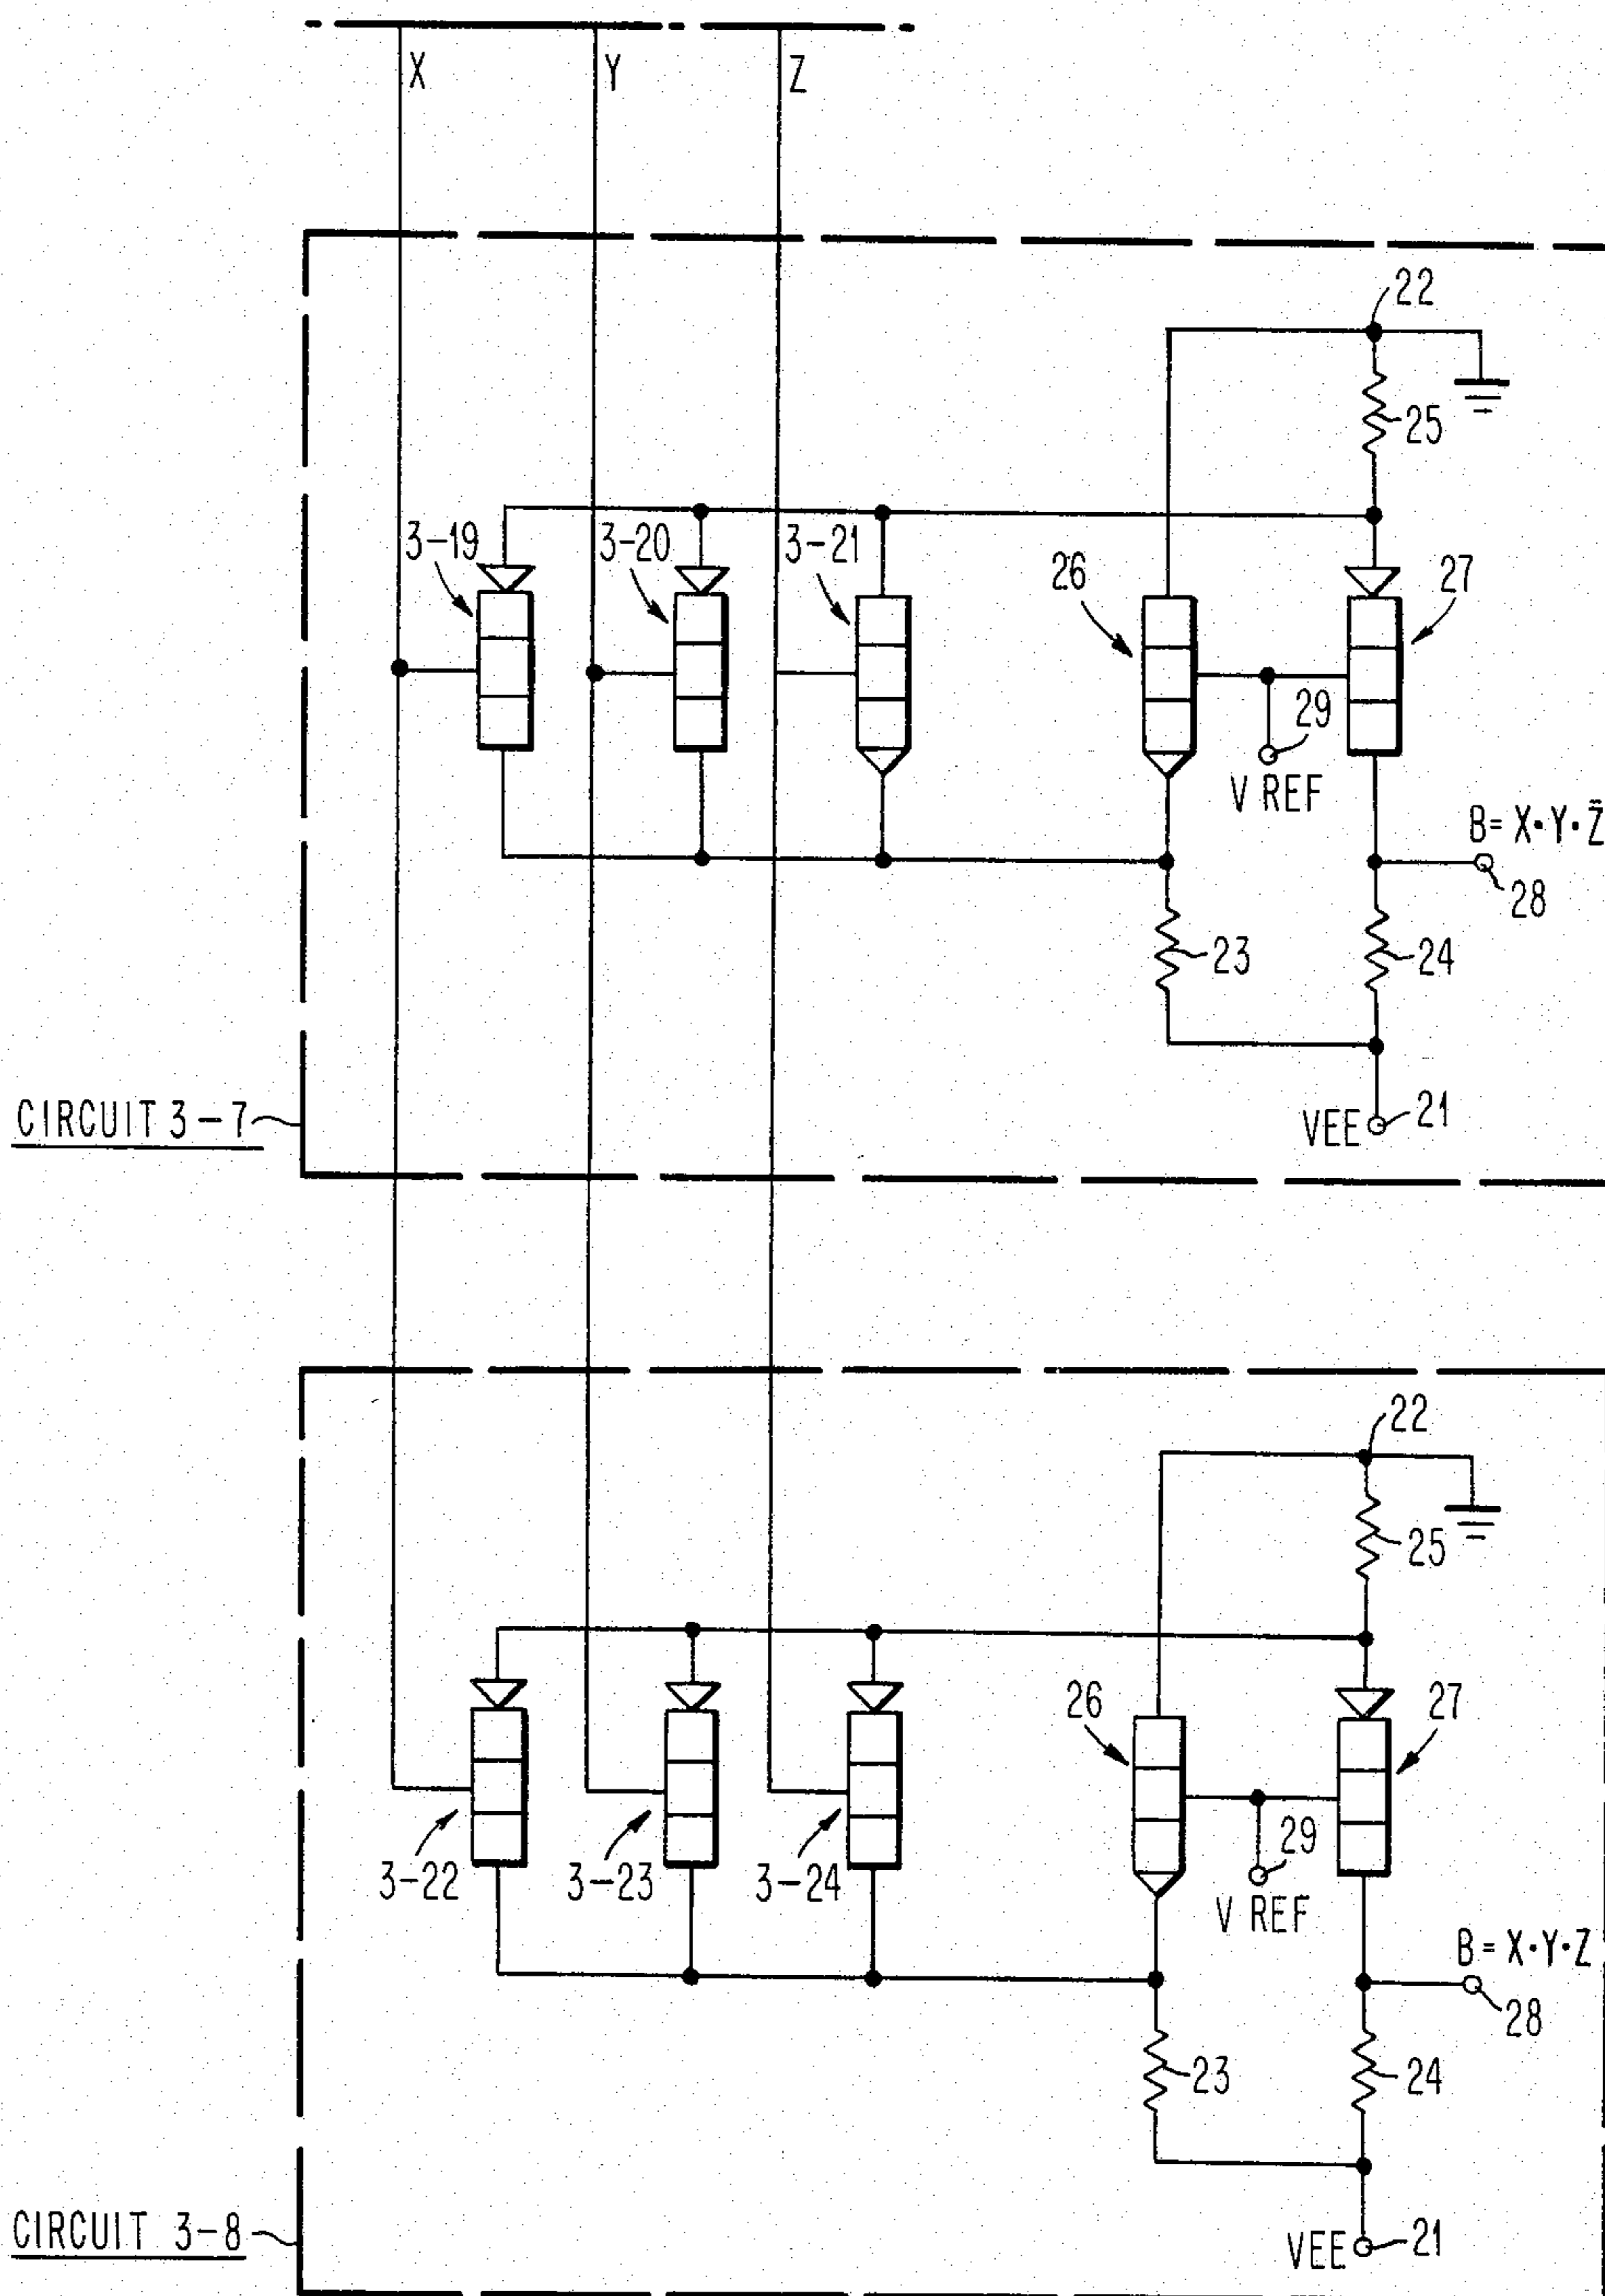 X Y Z
22
25
3-19 3-20 3-21
26 27
29
V REF
B= X·Y·Z̄
28
23 24
CIRCUIT 3-7
VEE 21
22
25
26 27
3-22 3-23 3-24
29
V REF
B= X·Y·Z
28
23 24
CIRCUIT 3-8
VEE 21